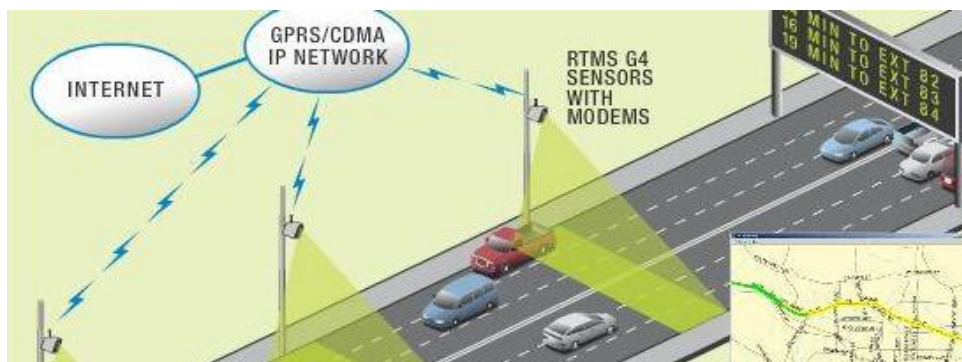 GPRS/CDMA
IP NETWORK
INTERNET
RTMS G4
SENSORS
WITH
MODEMS
MIN TO EXT 82
16 MIN TO EXT 83
19 MIN TO EXT 84